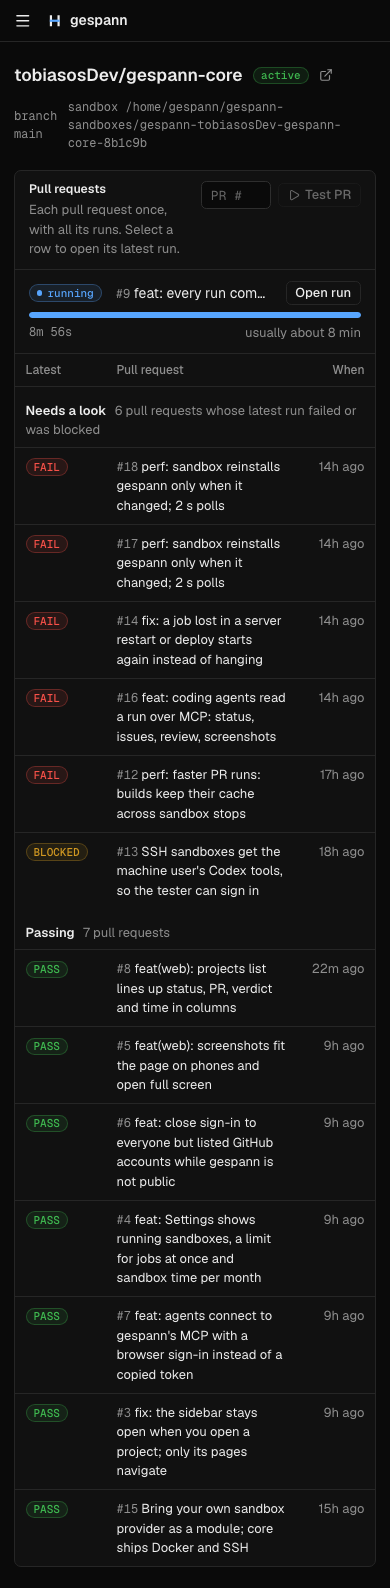 gespann
tobiasosDev/gespann-core active
branch main
sandbox /home/gespann/gespann-
sandboxes/gespann-tobiasosDev-gespann-
core-8b1c9b
Pull requests
Each pull request once,
with all its runs. Select a
row to open its latest run.
PR # Test PR
running #9 feat: every run com… Open run
8m 56s usually about 8 min
Latest Pull request When
Needs a look 6 pull requests whose latest run failed or
was blocked
FAIL #18 perf: sandbox reinstalls 14h ago
gespann only when it
changed; 2 s polls
FAIL #17 perf: sandbox reinstalls 14h ago
gespann only when it
changed; 2 s polls
FAIL #14 fix: a job lost in a server 14h ago
restart or deploy starts
again instead of hanging
FAIL #16 feat: coding agents read 14h ago
a run over MCP: status,
issues, review, screenshots
FAIL #12 perf: faster PR runs: 17h ago
builds keep their cache
across sandbox stops
BLOCKED #13 SSH sandboxes get the 18h ago
machine user's Codex tools,
so the tester can sign in
Passing 7 pull requests
PASS #8 feat(web): projects list 22m ago
lines up status, PR, verdict
and time in columns
PASS #5 feat(web): screenshots fit 9h ago
the page on phones and
open full screen
PASS #6 feat: close sign-in to 9h ago
everyone but listed GitHub
accounts while gespann is
not public
PASS #4 feat: Settings shows 9h ago
running sandboxes, a limit
for jobs at once and
sandbox time per month
PASS #7 feat: agents connect to 9h ago
gespann's MCP with a
browser sign-in instead of a
copied token
PASS #3 fix: the sidebar stays 9h ago
open when you open a
project; only its pages
navigate
PASS #15 Bring your own sandbox 15h ago
provider as a module; core
ships Docker and SSH